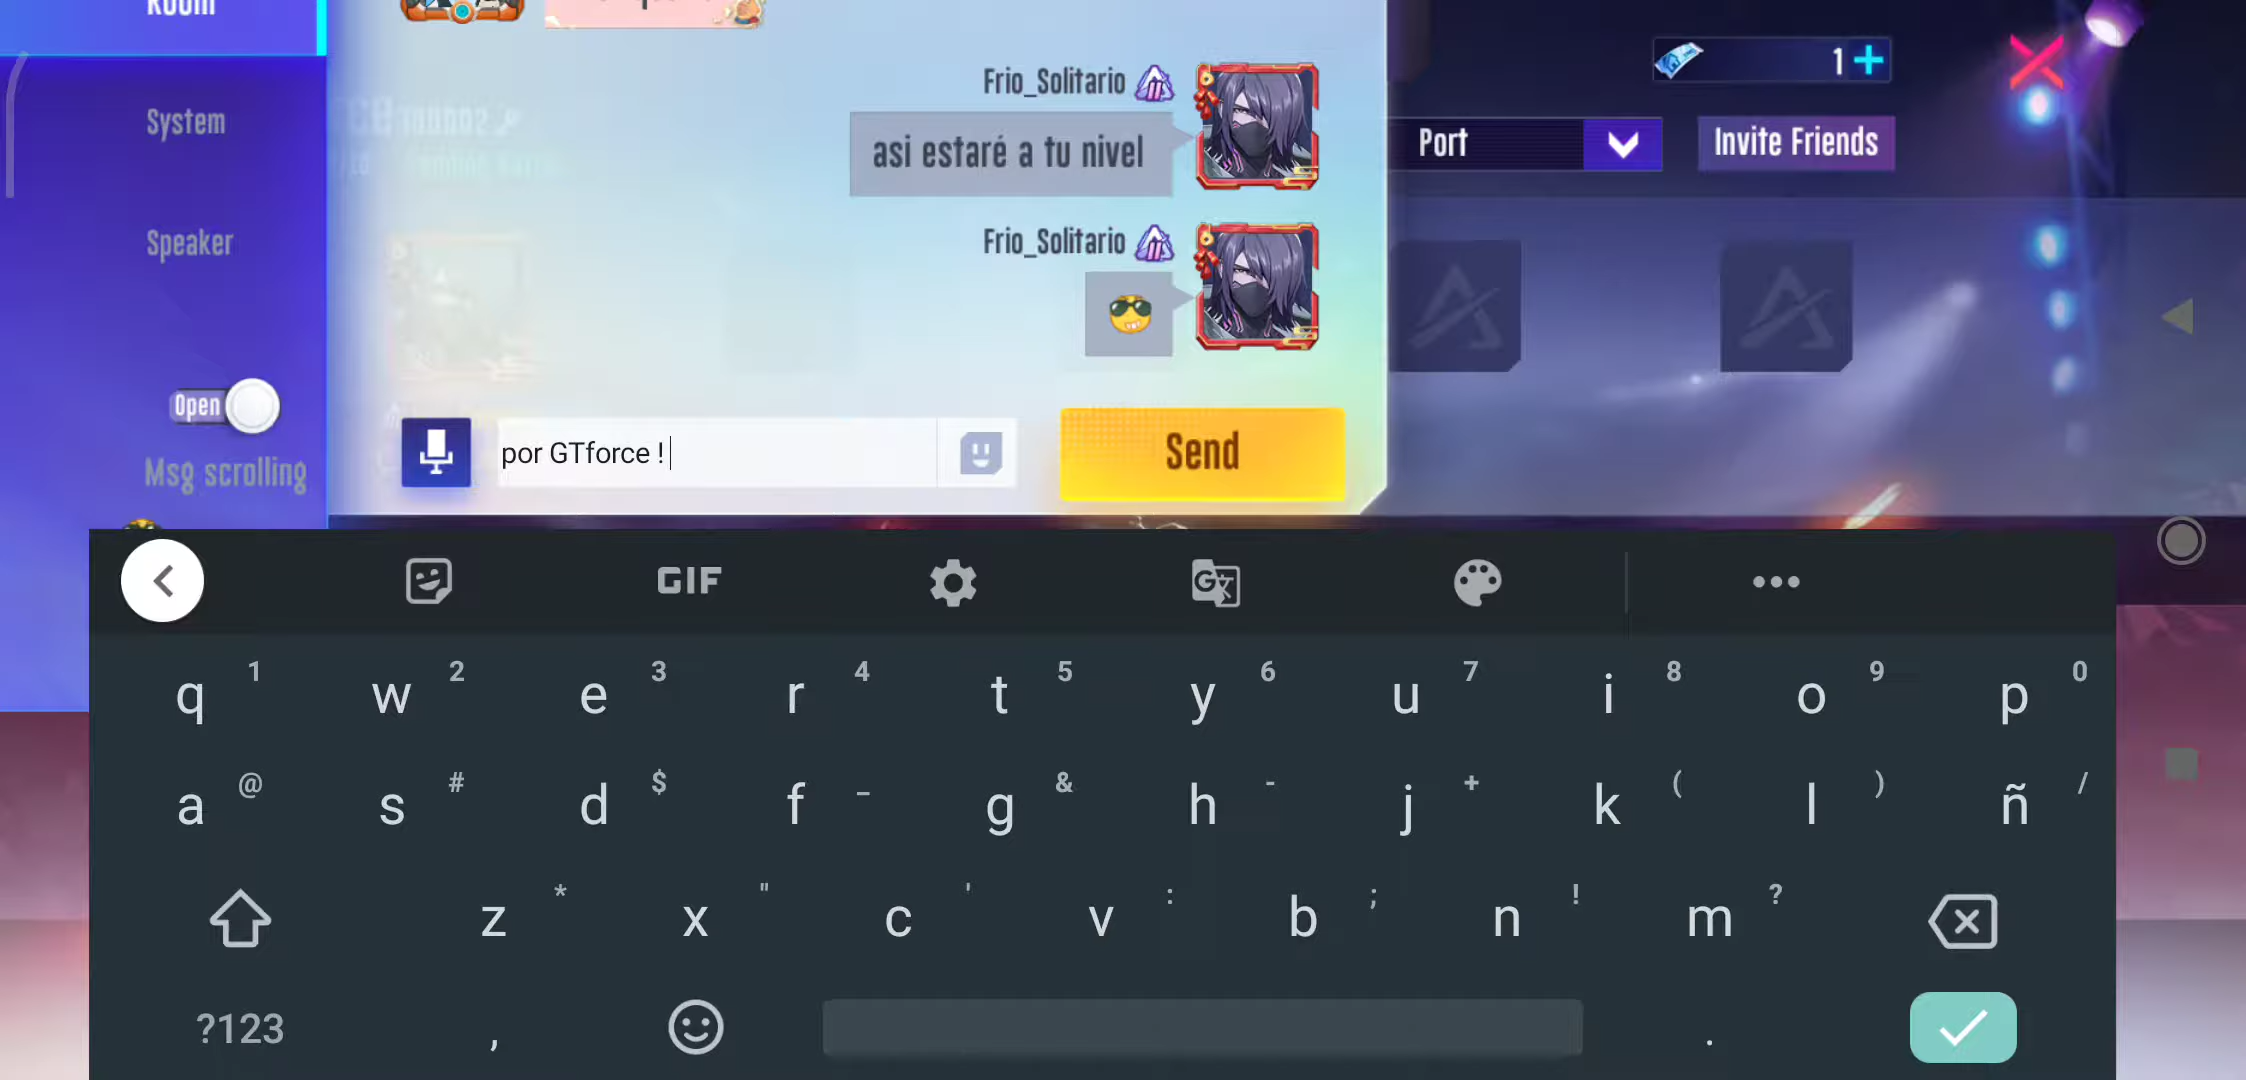 Room
System
Speaker
Open
Msg scrolling
Frio_Solitario
asi estaré a tu nivel
Frio_Solitario
por GTforce !
Send
1
Port
Invite Friends
GIF
q 1 w 2 e 3 r 4 t 5 y 6 u 7 i 8 o 9 p 0
a @ s # d $ f _ g & h - j + k ( l ) ñ /
z * x " c ' v : b ; n ! m ?
?123 , .